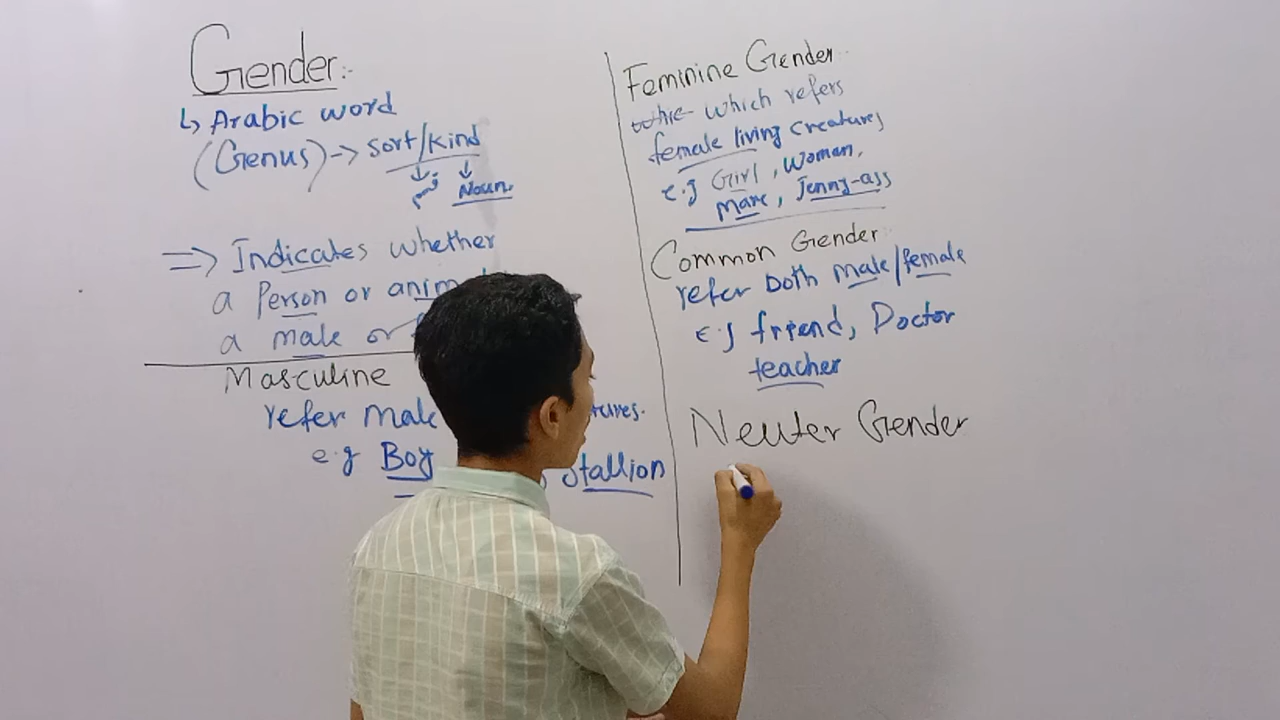 Gender:-
↳ Arabic word
(Genus) -> sort/kind
Noun.
=> Indicates whether
a Person or anim
a male or
Masculine
refer male tures.
e.g Boy Stallion
Feminine Gender:
which refers
female living creatures
e.g Girl, woman,
mare, Jenny-ass
Common Gender
refer both male/female
e.g friend, Doctor
teacher
Neuter Gender